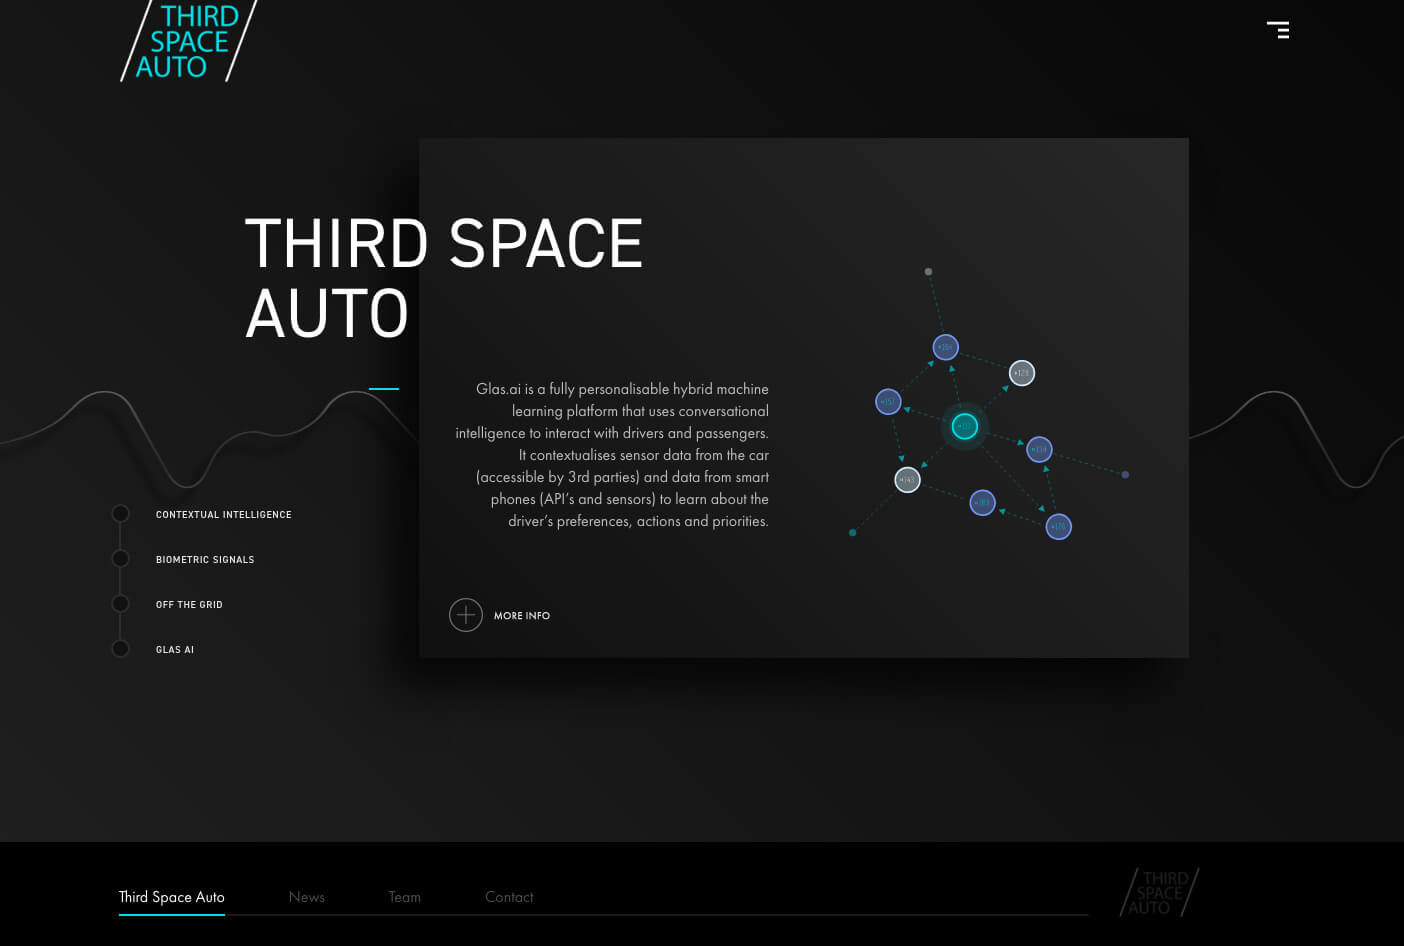 THIRD
SPACE
AUTO
THIRD SPACE
AUTO
Glas.ai is a fully personalisable hybrid machine
learning platform that uses conversational
intelligence to interact with drivers and passengers.
It contextualises sensor data from the car
(accessible by 3rd parties) and data from smart
phones (API's and sensors) to learn about the
driver's preferences, actions and priorities.
MORE INFO
CONTEXTUAL INTELLIGENCE
BIOMETRIC SIGNALS
OFF THE GRID
GLAS AI
Third Space Auto
News
Team
Contact
THIRD
SPACE
AUTO